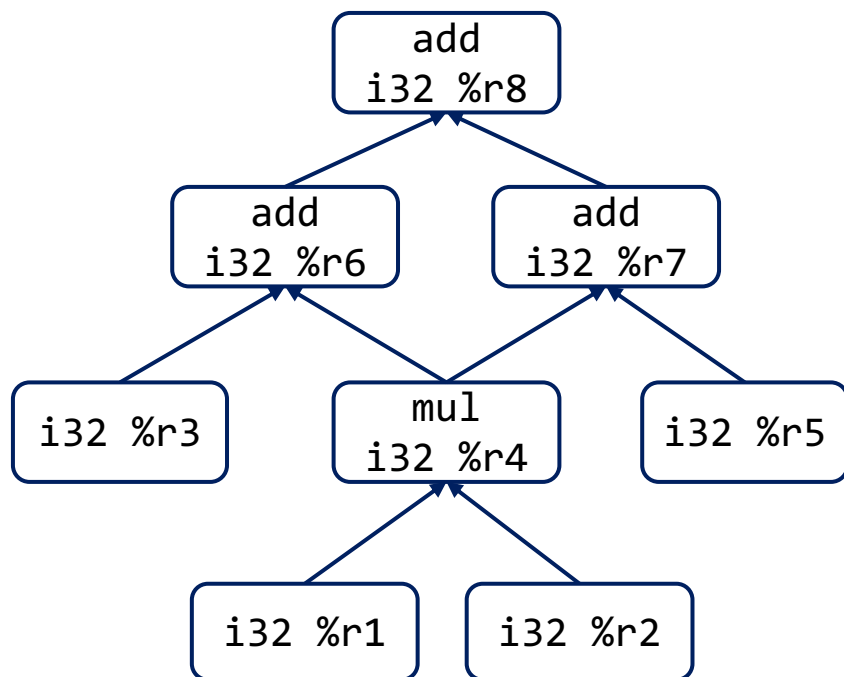 add
i32 %r8
add
i32 %r6
add
i32 %r7
i32 %r3
mul
i32 %r4
i32 %r5
i32 %r1
i32 %r2